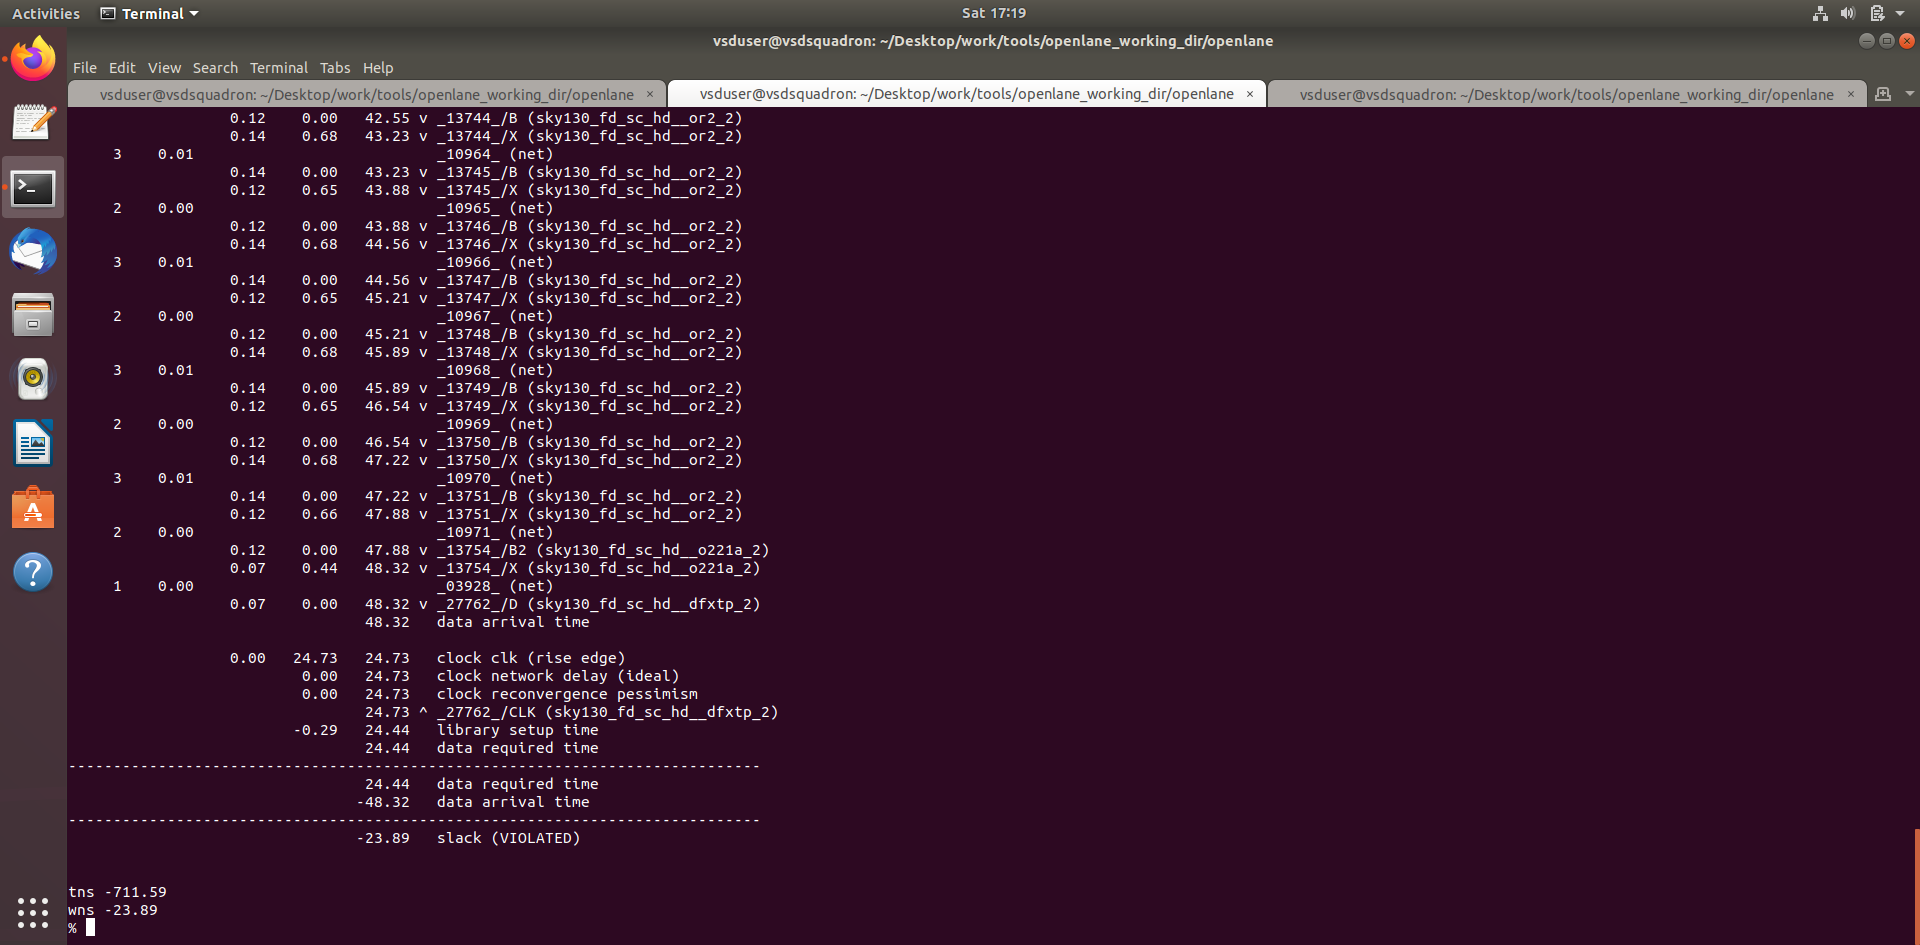 Activities Terminal Sat 17:19
vsduser@vsdsquadron: ~/Desktop/work/tools/openlane_working_dir/openlane
File Edit View Search Terminal Tabs Help
vsduser@vsdsquadron: ~/Desktop/work/tools/openlane_working_dir/openlane × vsduser@vsdsquadron: ~/Desktop/work/tools/openlane_working_dir/openlane × vsduser@vsdsquadron: ~/Desktop/work/tools/openlane_working_dir/openlane ×
0.12 0.00 42.55 v _13744_/B (sky130_fd_sc_hd__or2_2)
0.14 0.68 43.23 v _13744_/X (sky130_fd_sc_hd__or2_2)
3 0.01 _10964_ (net)
0.14 0.00 43.23 v _13745_/B (sky130_fd_sc_hd__or2_2)
0.12 0.65 43.88 v _13745_/X (sky130_fd_sc_hd__or2_2)
2 0.00 _10965_ (net)
0.12 0.00 43.88 v _13746_/B (sky130_fd_sc_hd__or2_2)
0.14 0.68 44.56 v _13746_/X (sky130_fd_sc_hd__or2_2)
3 0.01 _10966_ (net)
0.14 0.00 44.56 v _13747_/B (sky130_fd_sc_hd__or2_2)
0.12 0.65 45.21 v _13747_/X (sky130_fd_sc_hd__or2_2)
2 0.00 _10967_ (net)
0.12 0.00 45.21 v _13748_/B (sky130_fd_sc_hd__or2_2)
0.14 0.68 45.89 v _13748_/X (sky130_fd_sc_hd__or2_2)
3 0.01 _10968_ (net)
0.14 0.00 45.89 v _13749_/B (sky130_fd_sc_hd__or2_2)
0.12 0.65 46.54 v _13749_/X (sky130_fd_sc_hd__or2_2)
2 0.00 _10969_ (net)
0.12 0.00 46.54 v _13750_/B (sky130_fd_sc_hd__or2_2)
0.14 0.68 47.22 v _13750_/X (sky130_fd_sc_hd__or2_2)
3 0.01 _10970_ (net)
0.14 0.00 47.22 v _13751_/B (sky130_fd_sc_hd__or2_2)
0.12 0.66 47.88 v _13751_/X (sky130_fd_sc_hd__or2_2)
2 0.00 _10971_ (net)
0.12 0.00 47.88 v _13754_/B2 (sky130_fd_sc_hd__o221a_2)
0.07 0.44 48.32 v _13754_/X (sky130_fd_sc_hd__o221a_2)
1 0.00 _03928_ (net)
0.07 0.00 48.32 v _27762_/D (sky130_fd_sc_hd__dfxtp_2)
48.32 data arrival time
0.00 24.73 24.73 clock clk (rise edge)
0.00 24.73 clock network delay (ideal)
0.00 24.73 clock reconvergence pessimism
24.73 ^ _27762_/CLK (sky130_fd_sc_hd__dfxtp_2)
-0.29 24.44 library setup time
24.44 data required time
-----------------------------------------------------------------------------
24.44 data required time
-48.32 data arrival time
-----------------------------------------------------------------------------
-23.89 slack (VIOLATED)
tns -711.59
wns -23.89
%